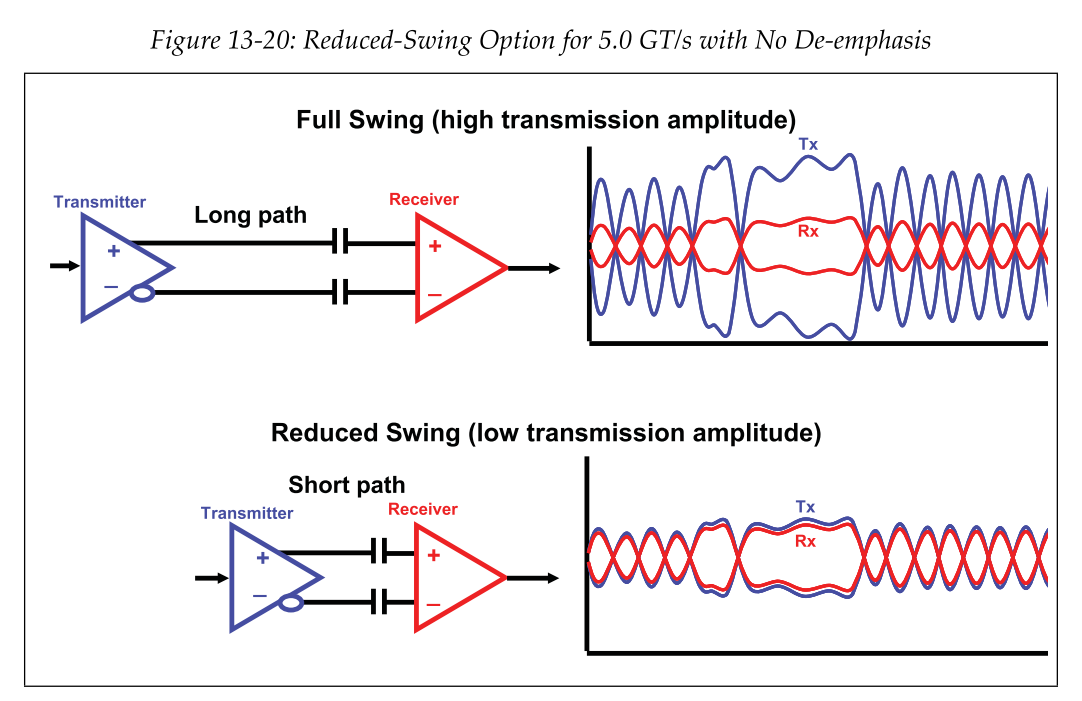 Figure 13-20: Reduced-Swing Option for 5.0 GT/s with No De-emphasis
Full Swing (high transmission amplitude)
Tx
Transmitter
Long path
Receiver
+
+
Rx
–
–
Reduced Swing (low transmission amplitude)
Short path
Tx
Transmitter
Receiver
Rx
+
+
–
–